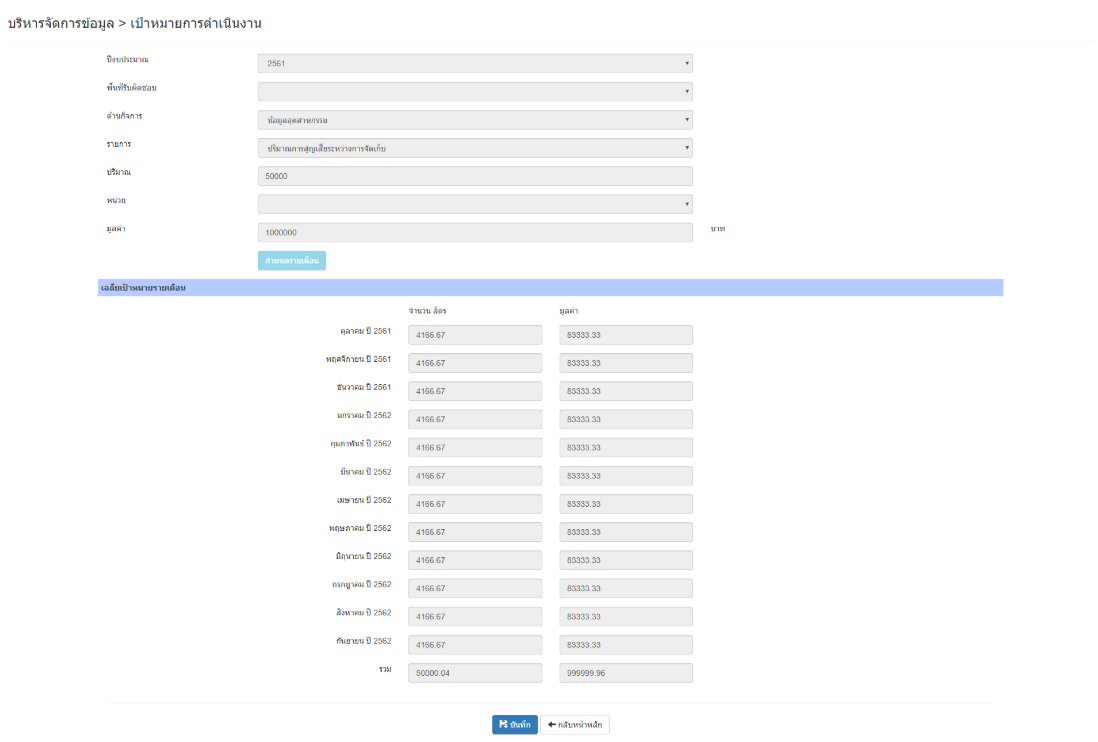 บริหารจัดการข้อมูล > เป้าหมายการดำเนินงาน
ปีงบประมาณ 2561
พื้นที่รับผิดชอบ
ด้านกิจการ ข้อมูลอุตสาหกรรม
รายการ ปริมาณการสูญเสียระหว่างการจัดเก็บ
ปริมาณ 50000
หน่วย
มูลค่า 1000000 บาท
กำหนดรายเดือน
เฉลี่ยเป้าหมายรายเดือน
จำนวน ลิตร มูลค่า
ตุลาคม ปี 2561 4166.67 83333.33
พฤศจิกายน ปี 2561 4166.67 83333.33
ธันวาคม ปี 2561 4166.67 83333.33
มกราคม ปี 2562 4166.67 83333.33
กุมภาพันธ์ ปี 2562 4166.67 83333.33
มีนาคม ปี 2562 4166.67 83333.33
เมษายน ปี 2562 4166.67 83333.33
พฤษภาคม ปี 2562 4166.67 83333.33
มิถุนายน ปี 2562 4166.67 83333.33
กรกฎาคม ปี 2562 4166.67 83333.33
สิงหาคม ปี 2562 4166.67 83333.33
กันยายน ปี 2562 4166.67 83333.33
รวม 50000.04 999999.96
บันทึก กลับหน้าหลัก